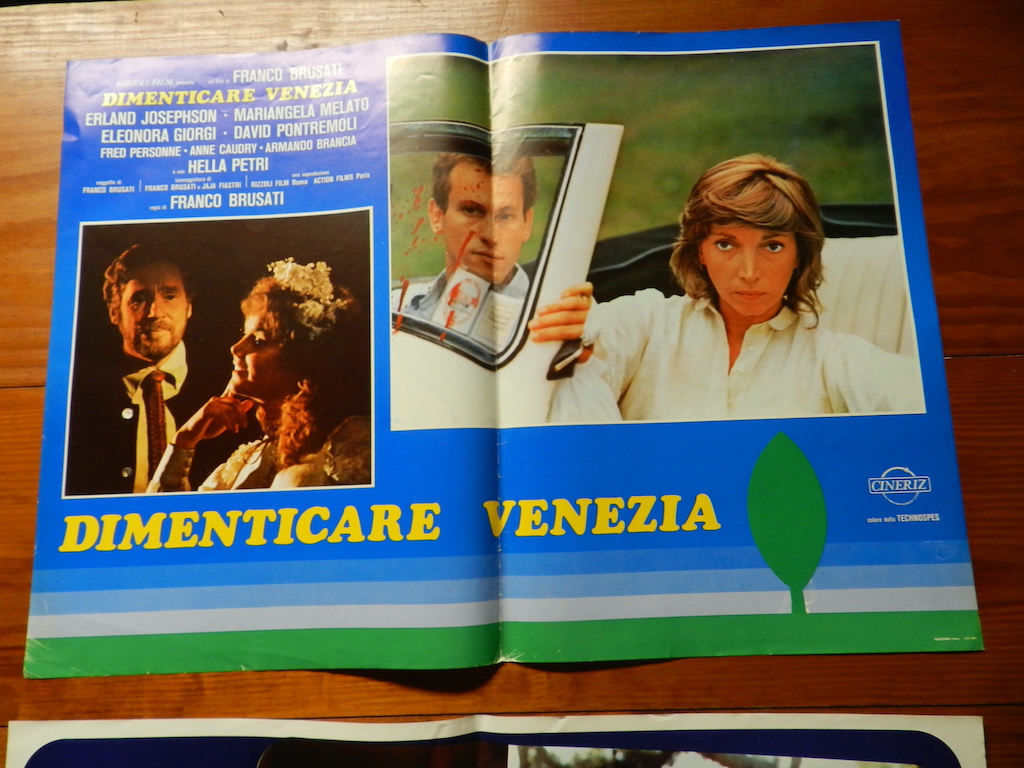 RIZZOLI FILM presenta un film di FRANCO BRUSATI
DIMENTICARE VENEZIA
ERLAND JOSEPHSON · MARIANGELA MELATO
ELEONORA GIORGI · DAVID PONTREMOLI
FRED PERSONNE · ANNE CAUDRY · ARMANDO BRANCIA
e con HELLA PETRI
soggetto di FRANCO BRUSATI
sceneggiatura di FRANCO BRUSATI e JAJA FIASTRI
una coproduzione RIZZOLI FILM Roma ACTION FILMS Paris
regia di FRANCO BRUSATI
DIMENTICARE VENEZIA
CINERIZ
colore della TECHNOSPES